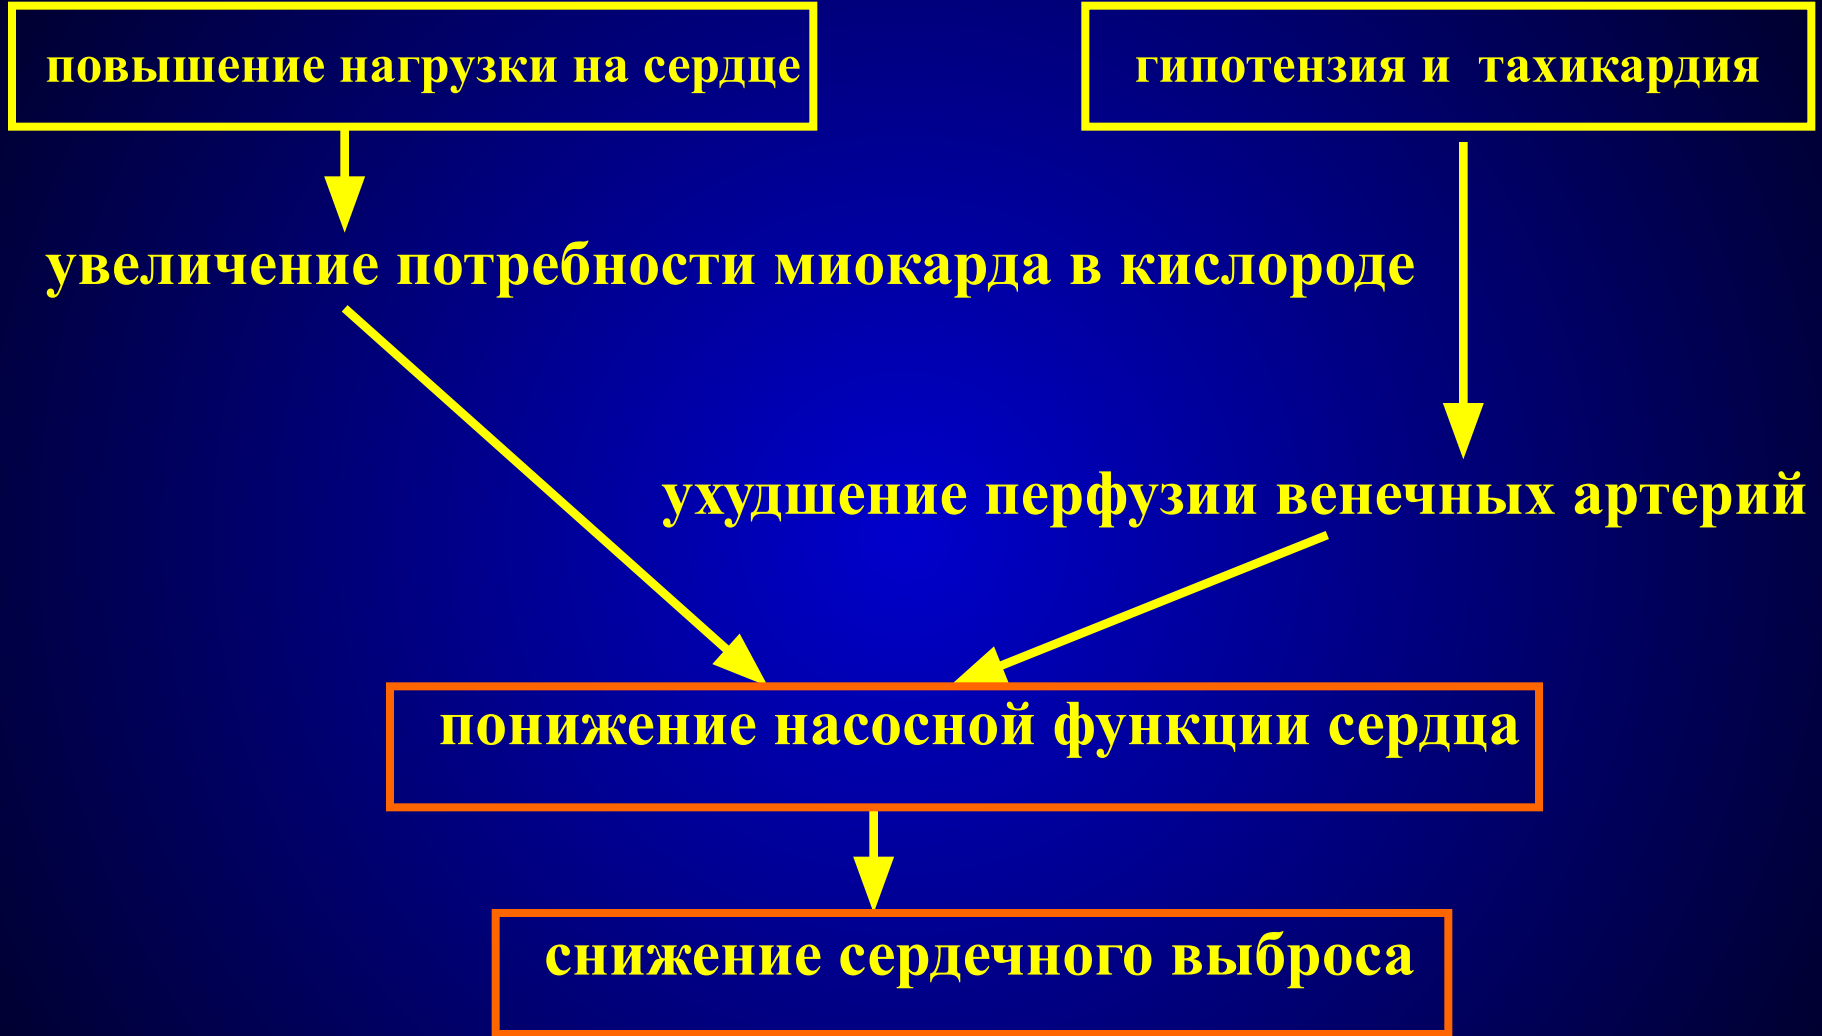 повышение нагрузки на сердце
гипотензия и тахикардия
увеличение потребности миокарда в кислороде
ухудшение перфузии венечных артерий
понижение насосной функции сердца
снижение сердечного выброса